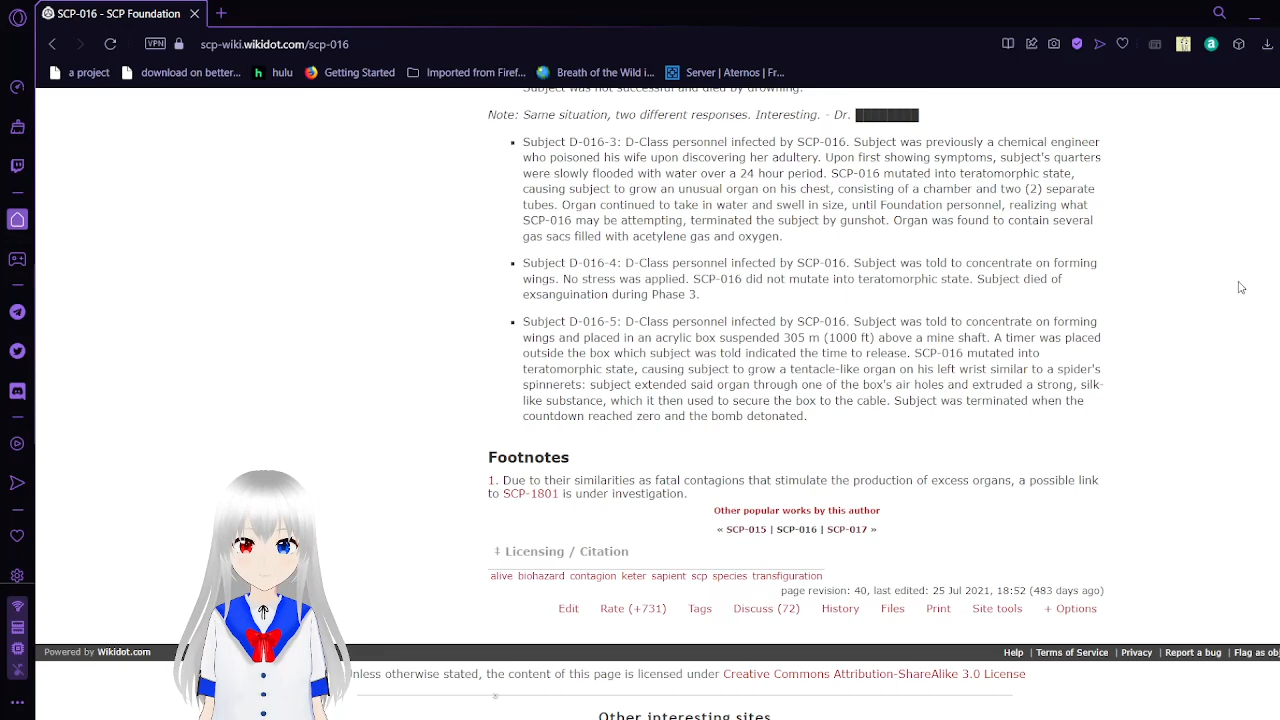 SCP-016 - SCP Foundation
VPN
scp-wiki.wikidot.com/scp-016
a project
download on better...
hulu
Getting Started
Imported from Firef...
Breath of the Wild i...
Server | Aternos | Fr...
Subject was not successful and died by drowning.
Note: Same situation, two different responses. Interesting. - Dr. ████████
Subject D-016-3: D-Class personnel infected by SCP-016. Subject was previously a chemical engineer
who poisoned his wife upon discovering her adultery. Upon first showing symptoms, subject's quarters
were slowly flooded with water over a 24 hour period. SCP-016 mutated into teratomorphic state,
causing subject to grow an unusual organ on his chest, consisting of a chamber and two (2) separate
tubes. Organ continued to take in water and swell in size, until Foundation personnel, realizing what
SCP-016 may be attempting, terminated the subject by gunshot. Organ was found to contain several
gas sacs filled with acetylene gas and oxygen.
Subject D-016-4: D-Class personnel infected by SCP-016. Subject was told to concentrate on forming
wings. No stress was applied. SCP-016 did not mutate into teratomorphic state. Subject died of
exsanguination during Phase 3.
Subject D-016-5: D-Class personnel infected by SCP-016. Subject was told to concentrate on forming
wings and placed in an acrylic box suspended 305 m (1000 ft) above a mine shaft. A timer was placed
outside the box which subject was told indicated the time to release. SCP-016 mutated into
teratomorphic state, causing subject to grow a tentacle-like organ on his left wrist similar to a spider's
spinnerets: subject extended said organ through one of the box's air holes and extruded a strong, silk-
like substance, which it then used to secure the box to the cable. Subject was terminated when the
countdown reached zero and the bomb detonated.
Footnotes
1. Due to their similarities as fatal contagions that stimulate the production of excess organs, a possible link
to SCP-1801 is under investigation.
Other popular works by this author
« SCP-015 | SCP-016 | SCP-017 »
‡ Licensing / Citation
alive biohazard contagion keter sapient scp species transfiguration
page revision: 40, last edited: 25 Jul 2021, 18:52 (483 days ago)
Edit Rate (+731) Tags Discuss (72) History Files Print Site tools + Options
Powered by Wikidot.com
Help | Terms of Service | Privacy | Report a bug | Flag as obj
Unless otherwise stated, the content of this page is licensed under Creative Commons Attribution-ShareAlike 3.0 License
Other interesting sites